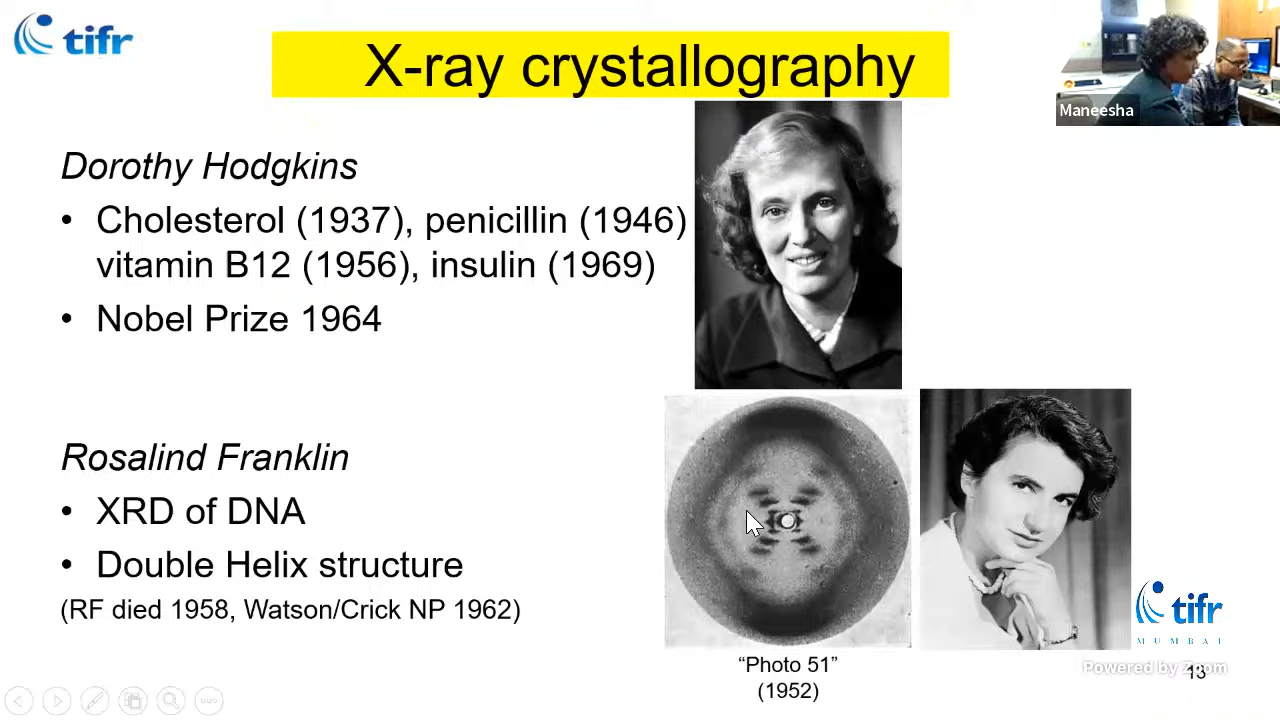 tifr
X-ray crystallography
Maneesha
Dorothy Hodgkins
• Cholesterol (1937), penicillin (1946)
vitamin B12 (1956), insulin (1969)
• Nobel Prize 1964
Rosalind Franklin
• XRD of DNA
• Double Helix structure
(RF died 1958, Watson/Crick NP 1962)
"Photo 51"
(1952)
tifr
MUMBAI
Powered by Zoom
13